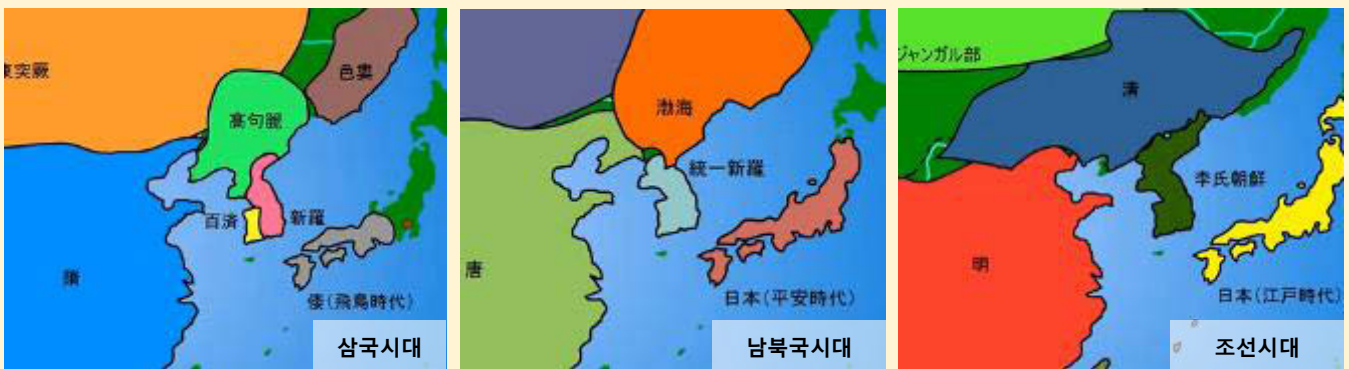 東突厥
色婁
高句麗
百済
新羅
隋
倭(飛鳥時代)
삼국시대
渤海
統一新羅
唐
日本(平安時代)
남북국시대
ジャンガル部
清
李氏朝鮮
明
日本(江戸時代)
조선시대